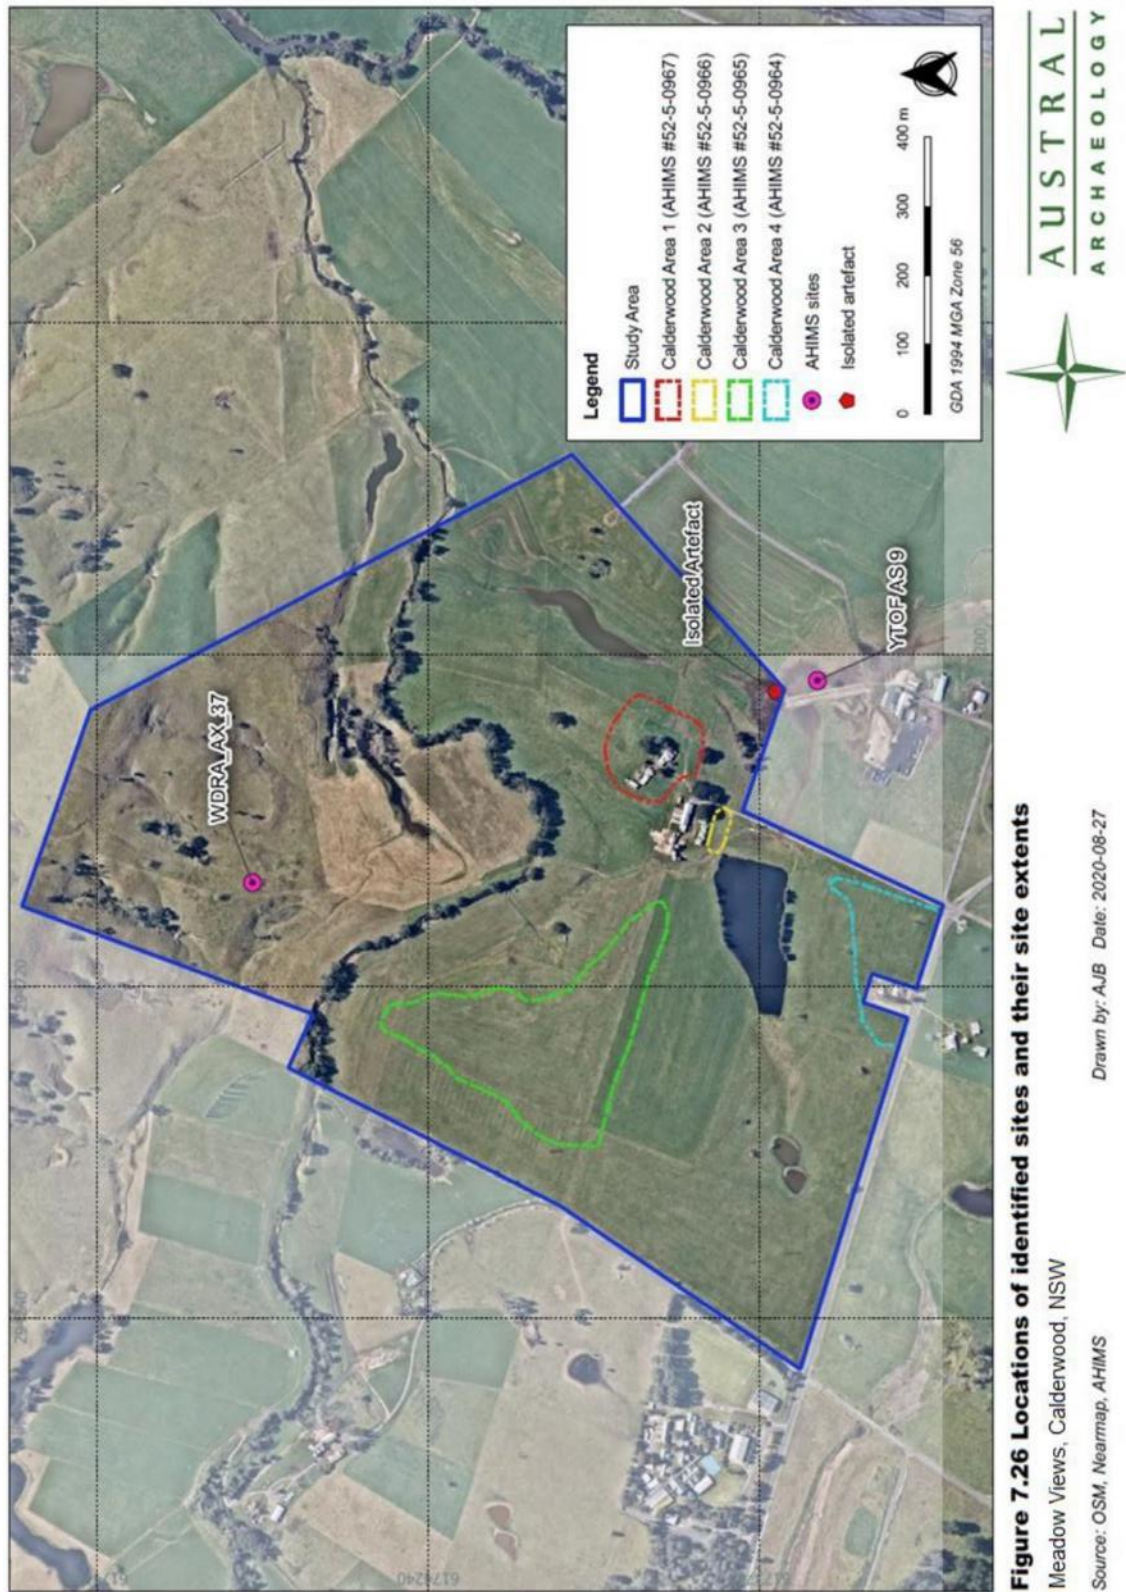 WDRA_AX_37
Isolated Artefact
YTOF AS 9
6176240
Legend
Study Area
Calderwood Area 1 (AHIMS #52-5-0967)
Calderwood Area 2 (AHIMS #52-5-0966)
Calderwood Area 3 (AHIMS #52-5-0965)
Calderwood Area 4 (AHIMS #52-5-0964)
AHIMS sites
Isolated artefact
0 100 200 300 400 m
GDA 1994 MGA Zone 56
Figure 7.26 Locations of identified sites and their site extents
Meadow Views, Calderwood, NSW
Source: OSM, Nearmap, AHIMS
Drawn by: AJB Date: 2020-08-27
AUSTRAL
ARCHAEOLOGY